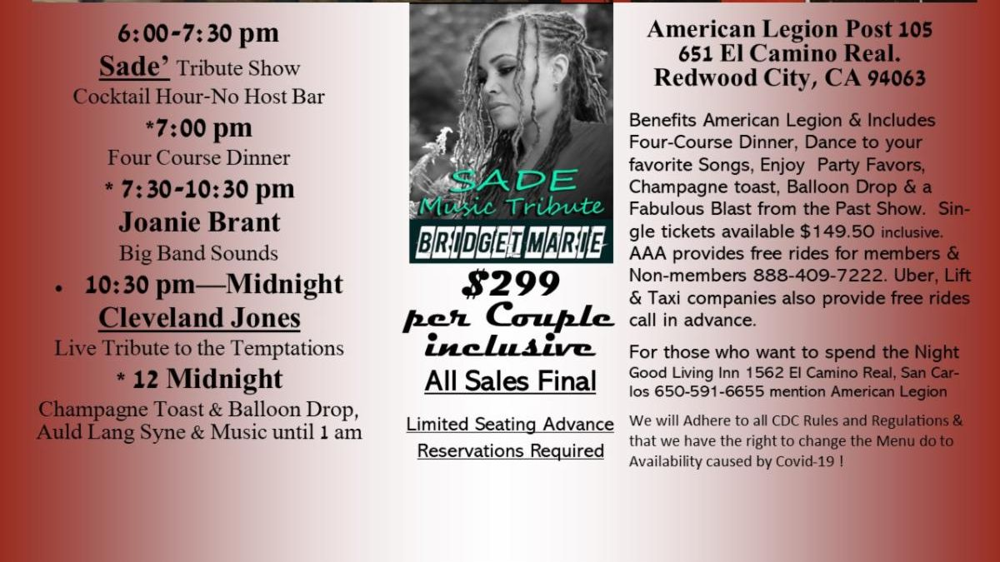 6:00-7:30 pm
Sade’ Tribute Show
Cocktail Hour-No Host Bar
*7:00 pm
Four Course Dinner
* 7:30-10:30 pm
Joanie Brant
Big Band Sounds
• 10:30 pm—Midnight
Cleveland Jones
Live Tribute to the Temptations
* 12 Midnight
Champagne Toast & Balloon Drop,
Auld Lang Syne & Music until 1 am
SADE
Music Tribute
BRIDGET MARIE
$299
per Couple
inclusive
All Sales Final
Limited Seating Advance
Reservations Required
American Legion Post 105
651 El Camino Real.
Redwood City, CA 94063
Benefits American Legion & Includes
Four-Course Dinner, Dance to your
favorite Songs, Enjoy Party Favors,
Champagne toast, Balloon Drop & a
Fabulous Blast from the Past Show. Sin-
gle tickets available $149.50 inclusive.
AAA provides free rides for members &
Non-members 888-409-7222. Uber, Lift
& Taxi companies also provide free rides
call in advance.
For those who want to spend the Night
Good Living Inn 1562 El Camino Real, San Car-
los 650-591-6655 mention American Legion
We will Adhere to all CDC Rules and Regulations &
that we have the right to change the Menu do to
Availability caused by Covid-19 !